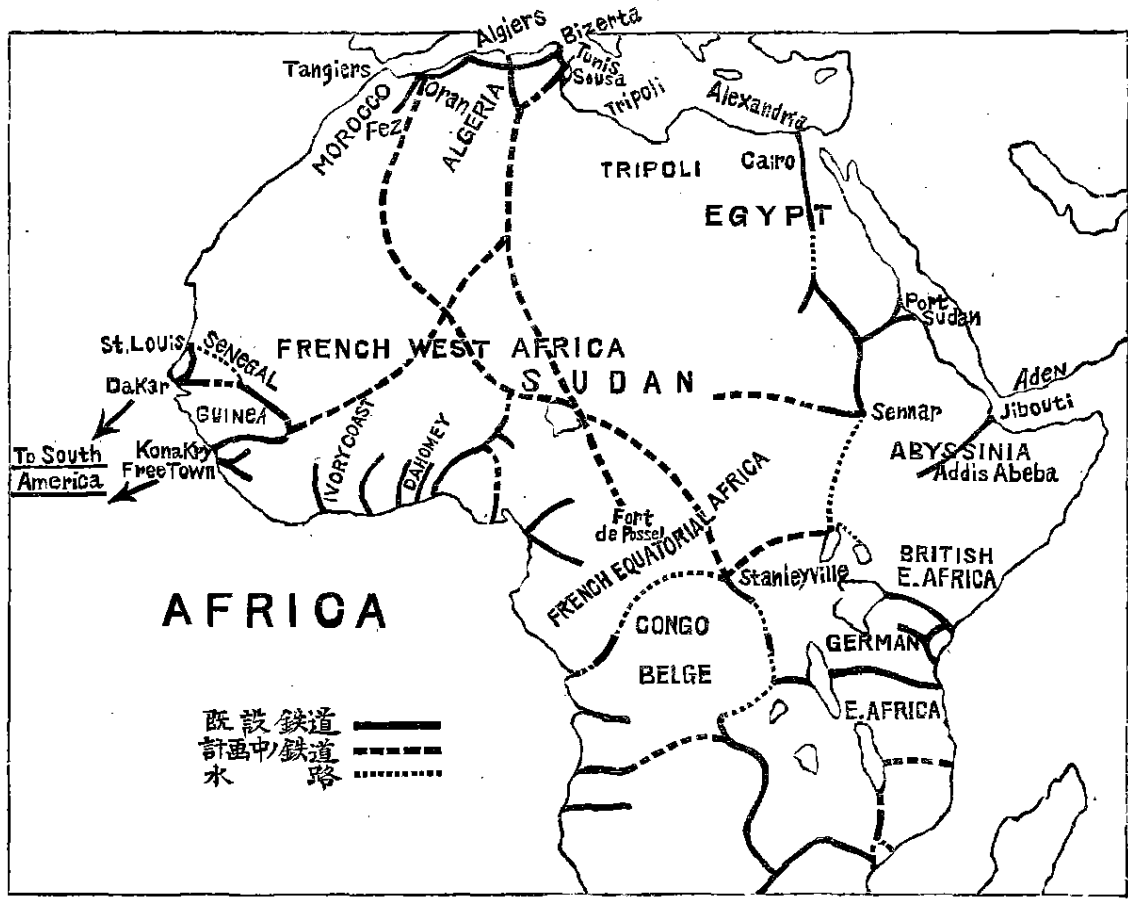 Algiers
Bizerta
Tangiers
Tunis
Sousa
Oran
Tripoli
Alexandria
MOROCCO
Fez
ALGERIA
TRIPOLI
Cairo
EGYPT
Port
Sudan
St. Louis
SENEGAL
FRENCH WEST AFRICA
SUDAN
Aden
Dakar
GUINEA
Sennar
Jibouti
To South
America
Konakry
Free Town
IVORY COAST
DAHOMEY
ABYSSINIA
Addis Abeba
Fort
de Possel
FRENCH EQUATORIAL AFRICA
Stanleyville
BRITISH
E. AFRICA
AFRICA
CONGO
BELGE
GERMAN
E. AFRICA
既設鉄道
計画中ノ鉄道
水路